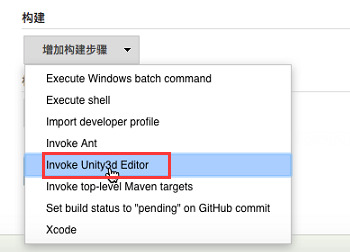 构建
增加构建步骤
Execute Windows batch command
Execute shell
Import developer profile
Invoke Ant
Invoke Unity3d Editor
Invoke top-level Maven targets
Set build status to "pending" on GitHub commit
Xcode